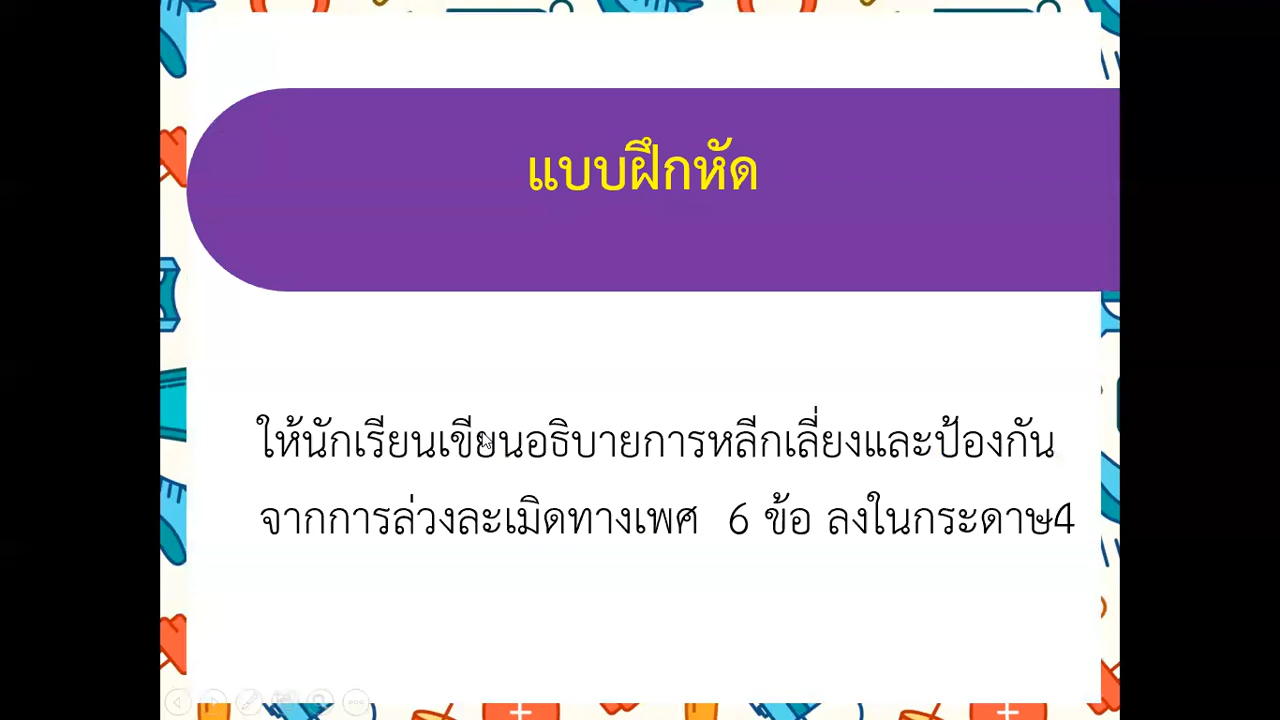 แบบฝึกหัด
ให้นักเรียนเขียนอธิบายการหลีกเลี่ยงและป้องกัน
จากการล่วงละเมิดทางเพศ 6 ข้อ ลงในกระดาษ4